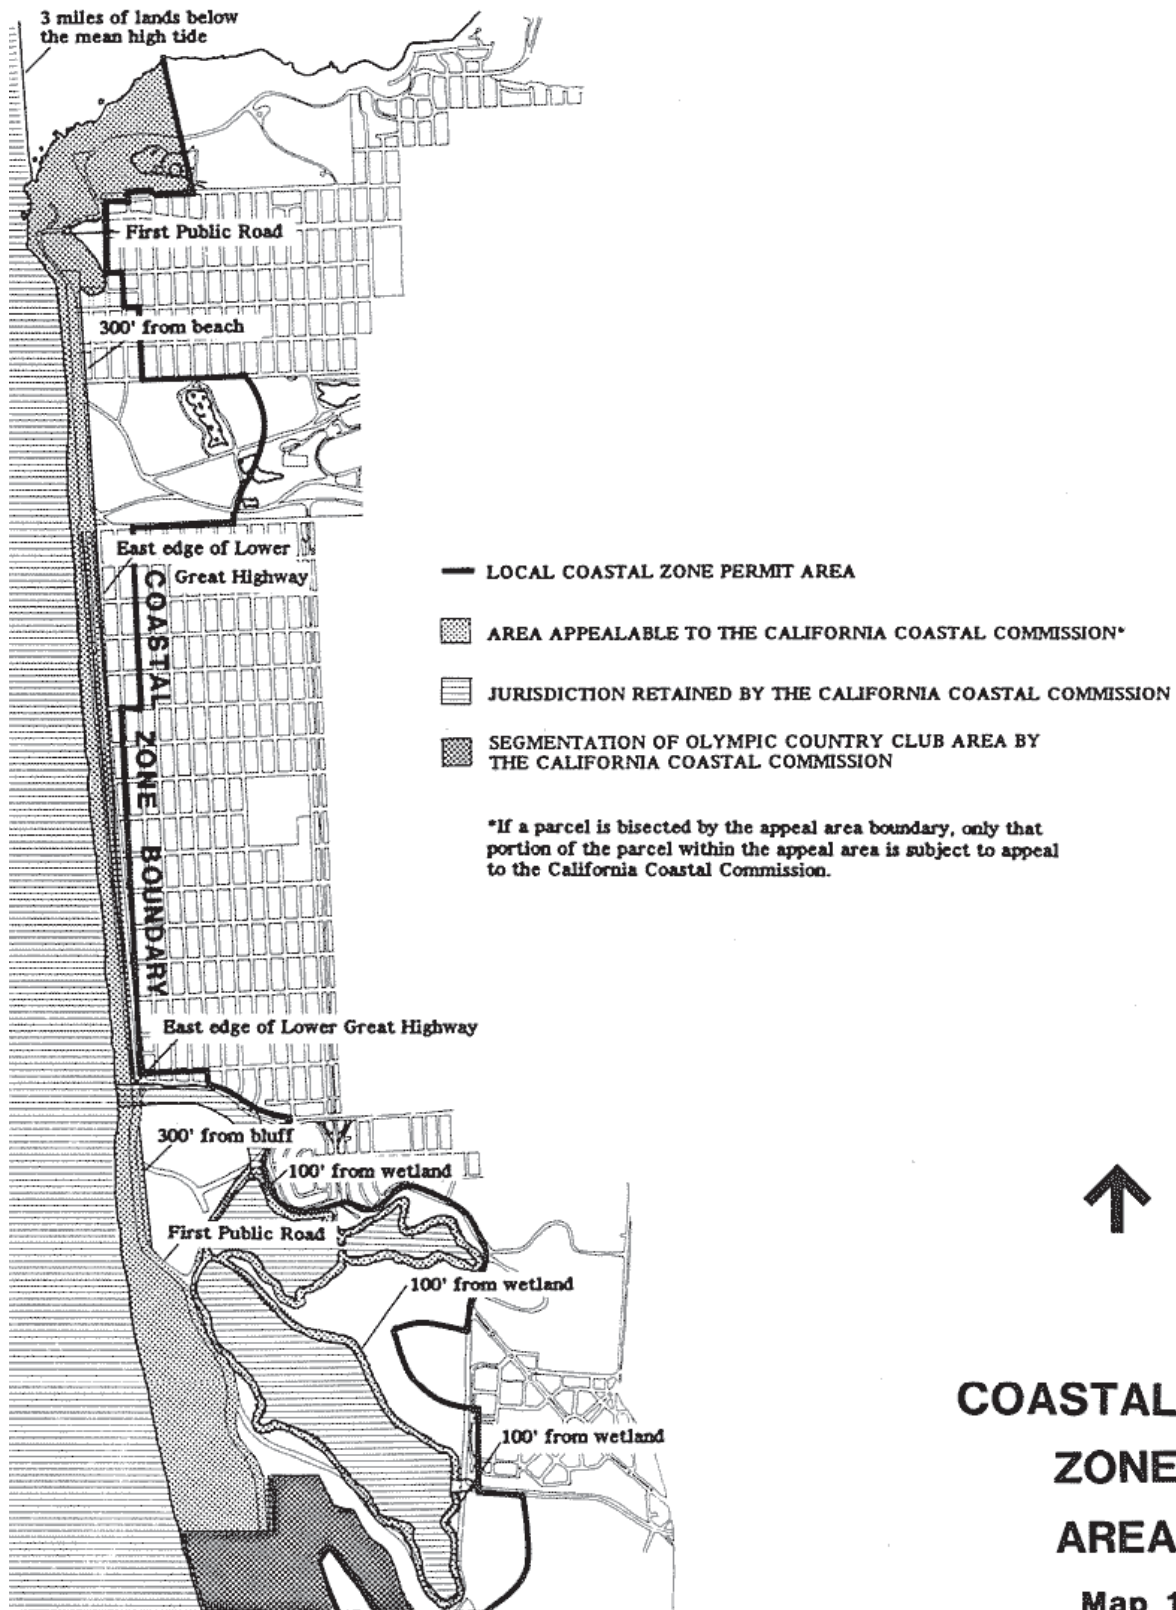 3 miles of lands below
the mean high tide
First Public Road
300' from beach
East edge of Lower
Great Highway
COASTAL ZONE BOUNDARY
LOCAL COASTAL ZONE PERMIT AREA
AREA APPEALABLE TO THE CALIFORNIA COASTAL COMMISSION*
JURISDICTION RETAINED BY THE CALIFORNIA COASTAL COMMISSION
SEGMENTATION OF OLYMPIC COUNTRY CLUB AREA BY
THE CALIFORNIA COASTAL COMMISSION
*If a parcel is bisected by the appeal area boundary, only that
portion of the parcel within the appeal area is subject to appeal
to the California Coastal Commission.
East edge of Lower Great Highway
300' from bluff
100' from wetland
First Public Road
100' from wetland
100' from wetland
COASTAL
ZONE
AREA
Map 1